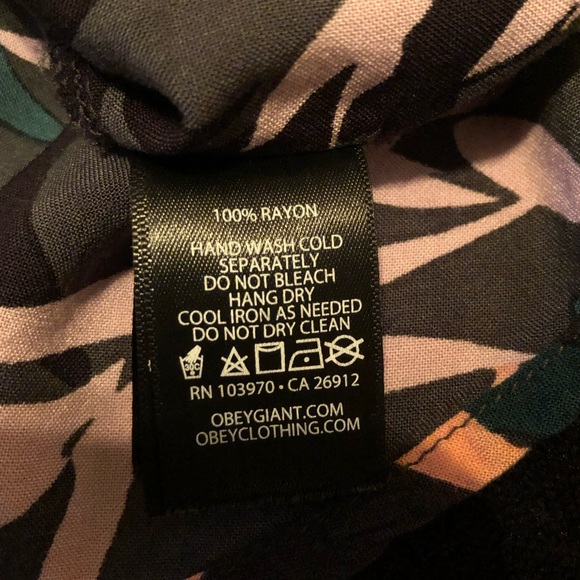 100% RAYON
HAND WASH COLD
SEPARATELY
DO NOT BLEACH
HANG DRY
COOL IRON AS NEEDED
DO NOT DRY CLEAN
30C
RN 103970 • CA 26912
OBEYGIANT.COM
OBEYCLOTHING.COM